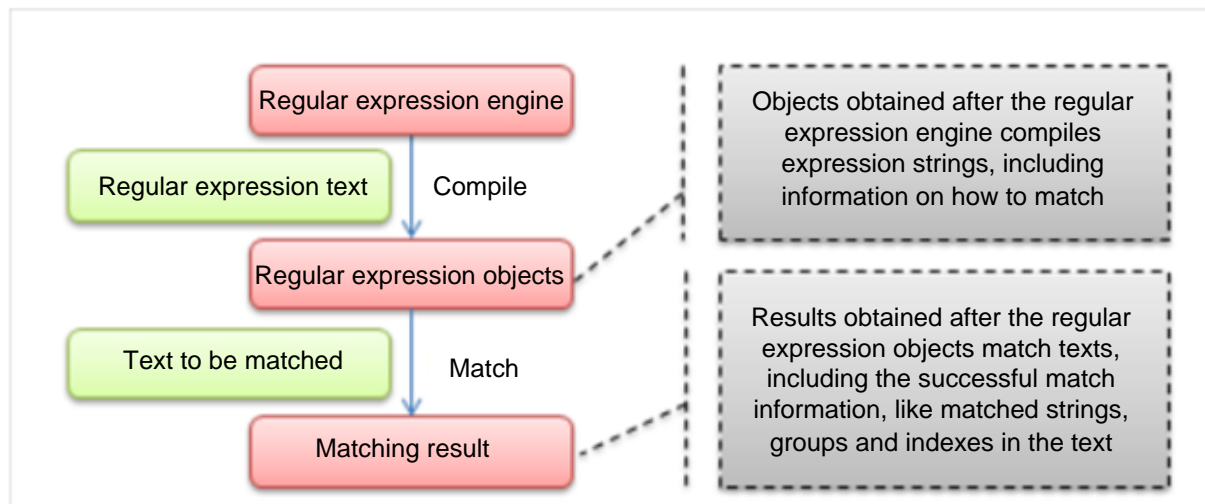 Regular expression engine
Regular expression text
Compile
Regular expression objects
Text to be matched
Match
Matching result
Objects obtained after the regular
expression engine compiles
expression strings, including
information on how to match
Results obtained after the regular
expression objects match texts,
including the successful match
information, like matched strings,
groups and indexes in the text